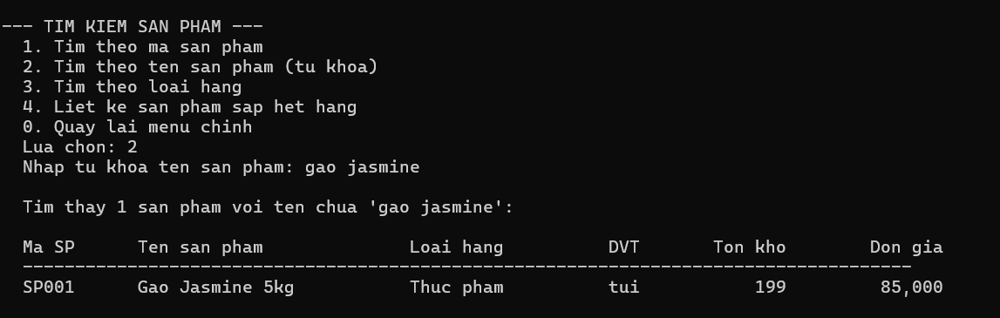 --- TIM KIEM SAN PHAM ---
1. Tim theo ma san pham
2. Tim theo ten san pham (tu khoa)
3. Tim theo loai hang
4. Liet ke san pham sap het hang
0. Quay lai menu chinh
Lua chon: 2
Nhap tu khoa ten san pham: gao jasmine
Tim thay 1 san pham voi ten chua 'gao jasmine':
Ma SP Ten san pham Loai hang DVT Ton kho Don gia
-------------------------------------------------------------------------------------
SP001 Gao Jasmine 5kg Thuc pham tui 199 85,000